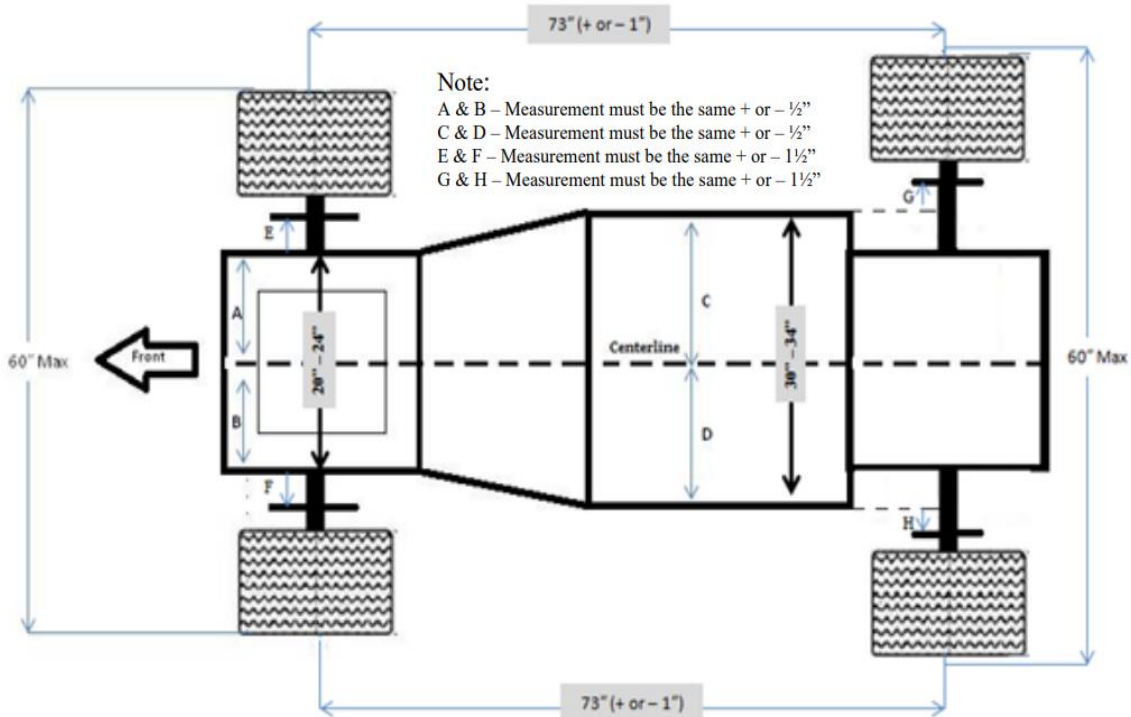 73" (+ or – 1")
Note:
A & B – Measurement must be the same + or – ½”
C & D – Measurement must be the same + or – ½”
E & F – Measurement must be the same + or – 1½”
G & H – Measurement must be the same + or – 1½”
G
E
A
C
60" Max
Front
20" – 24"
Centerline
30" – 34"
60" Max
B
D
F
H
73" (+ or – 1")